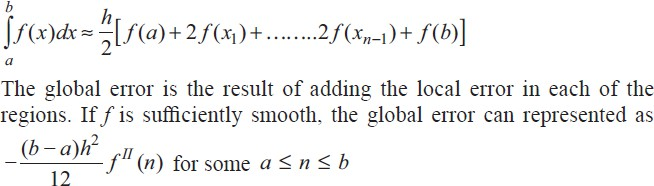 b
∫ f(x)dx ≈ h/2 [f(a) + 2f(x₁) + ........2f(xₙ₋₁) + f(b)]
a
The global error is the result of adding the local error in each of the
regions. If f is sufficiently smooth, the global error can represented as
−(b − a)h²/12 f^II (n) for some a ≤ n ≤ b